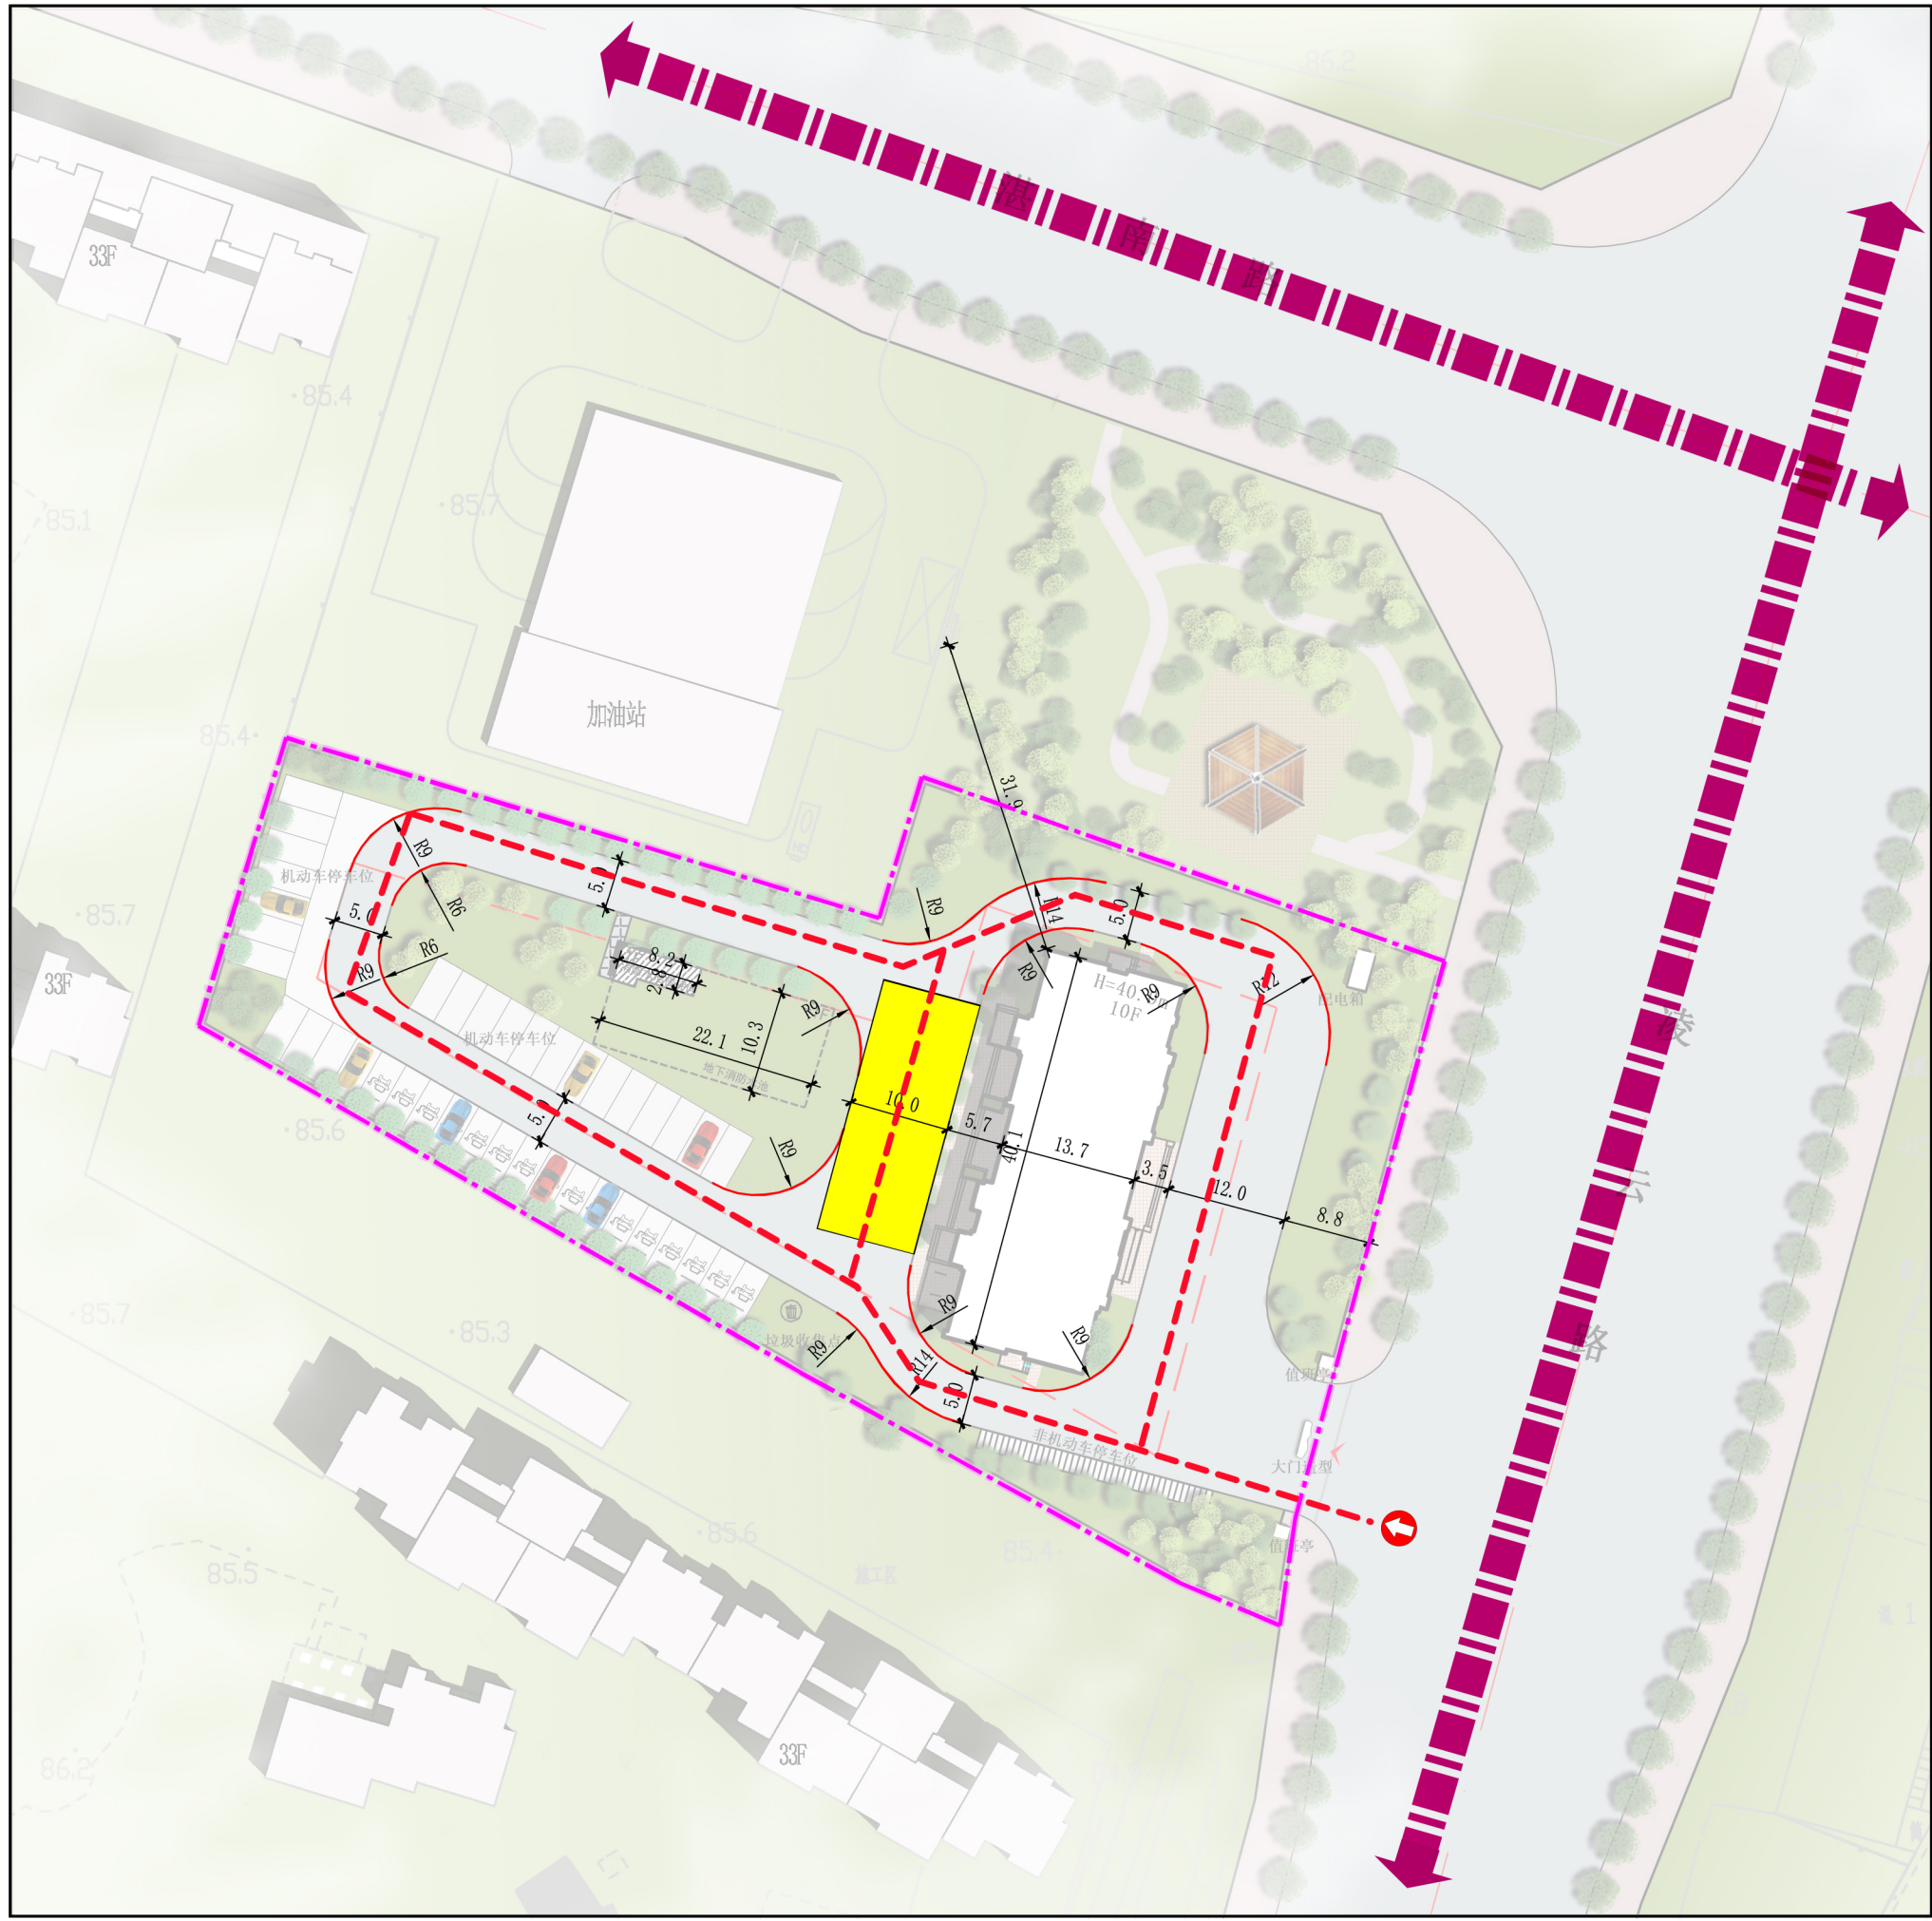 86.2
湛南路
33F
85.4
85.7
85.1
加油站
85.4
31.9
R9
机动车停车位
R6
5.0
R9
R14
5.0
85.7
R6
R9
8.2
2.8
R9
H=40.
10F
R9
R12
配电箱
33F
机动车停车位
22.1
10.3
R9
地下消防水池
凌云路
10.0
5.7
40.1
13.7
3.5
12.0
8.8
85.6
5.0
R9
85.7
85.3
垃圾收集点
R9
R9
R9
R14
值班亭
5.0
非机动车停车位
大门造型
85.6
85.4
值班亭
85.5
施工区
33F
86.2